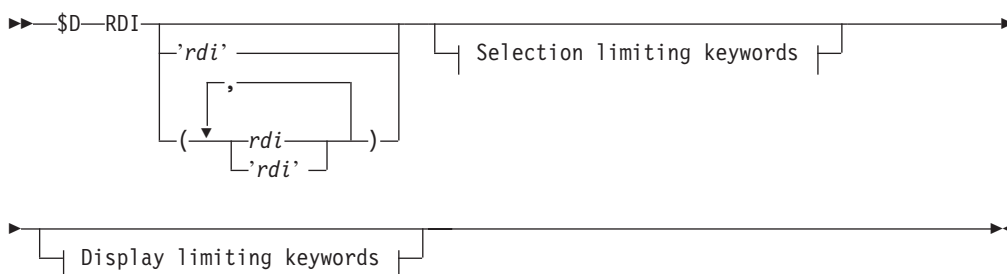 $D RDI
'rdi'
Selection limiting keywords
,
( rdi )
'rdi'
Display limiting keywords